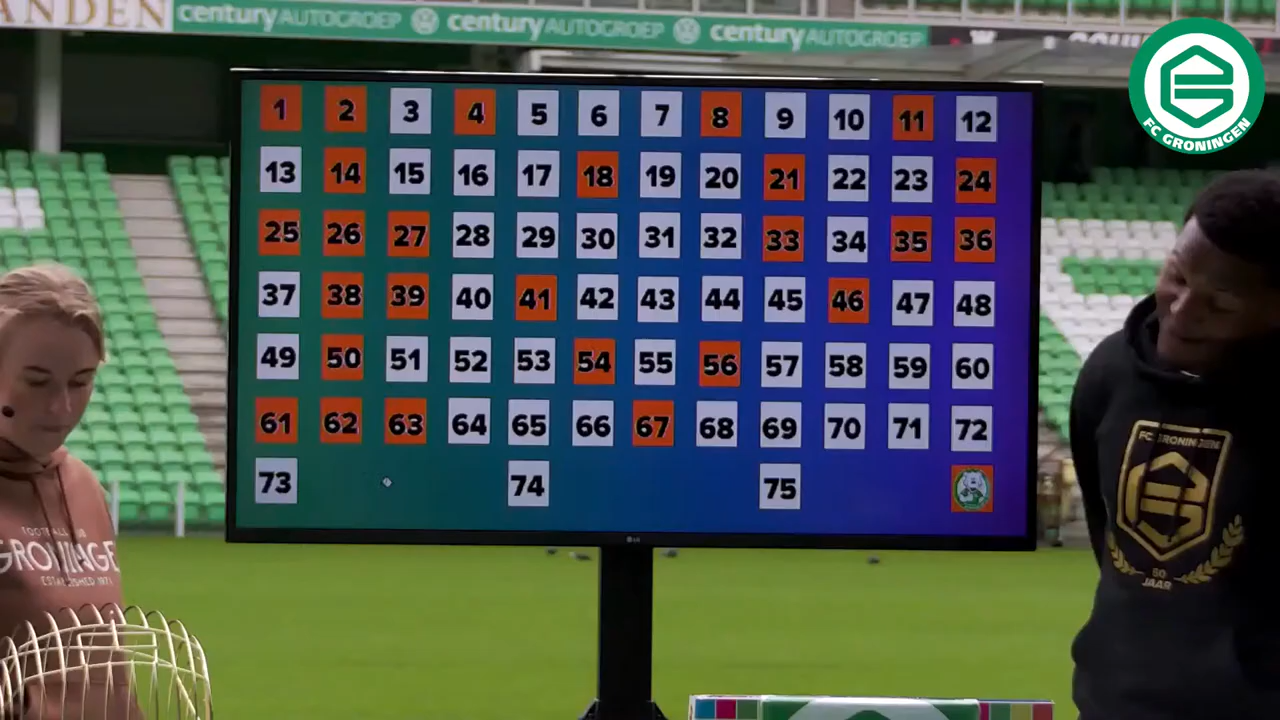 ANDEN century AUTOGROEP century AUTOGROEP century AUTOGROEP
FC GRONINGEN
1 2 3 4 5 6 7 8 9 10 11 12
13 14 15 16 17 18 19 20 21 22 23 24
25 26 27 28 29 30 31 32 33 34 35 36
37 38 39 40 41 42 43 44 45 46 47 48
49 50 51 52 53 54 55 56 57 58 59 60
61 62 63 64 65 66 67 68 69 70 71 72
73 74 75
LG
FC GRONINGEN
50
JAAR
GRONINGE